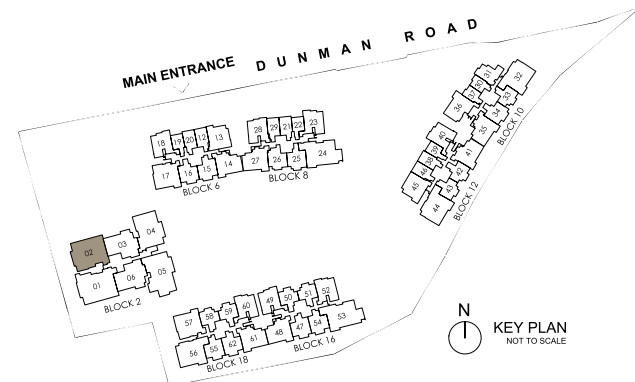 DUNMAN ROAD
MAIN ENTRANCE
18 19 20 12 13
17 16 15 14
BLOCK 6
28 29 21 22 23
27 26 25 24
BLOCK 8
37 30 31 32
36 35 34 33
BLOCK 10
40 39 38 46 45
41 42 43 44
BLOCK 12
02 03 04
01 06 05
BLOCK 2
57 58 59 60
56 55 62 61
BLOCK 18
49 50 51 52
48 47 54 53
BLOCK 16
N
KEY PLAN
NOT TO SCALE